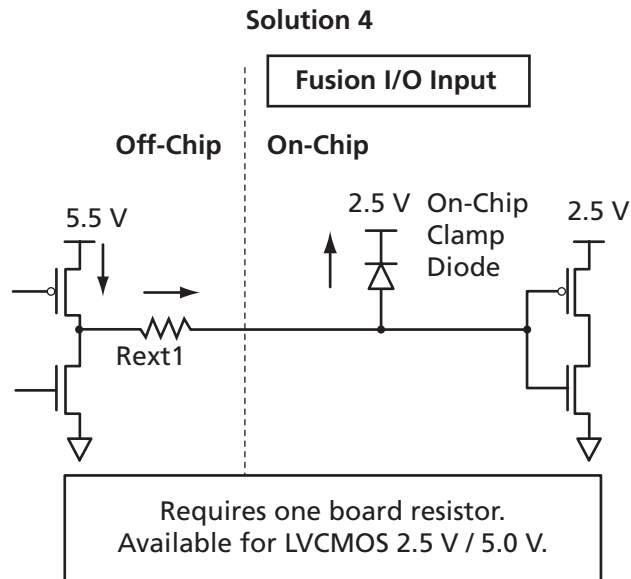 Solution 4
Fusion I/O Input
Off-Chip
On-Chip
5.5 V
2.5 V
On-Chip
Clamp
Diode
2.5 V
Rext1
Requires one board resistor.
Available for LVCMOS 2.5 V / 5.0 V.